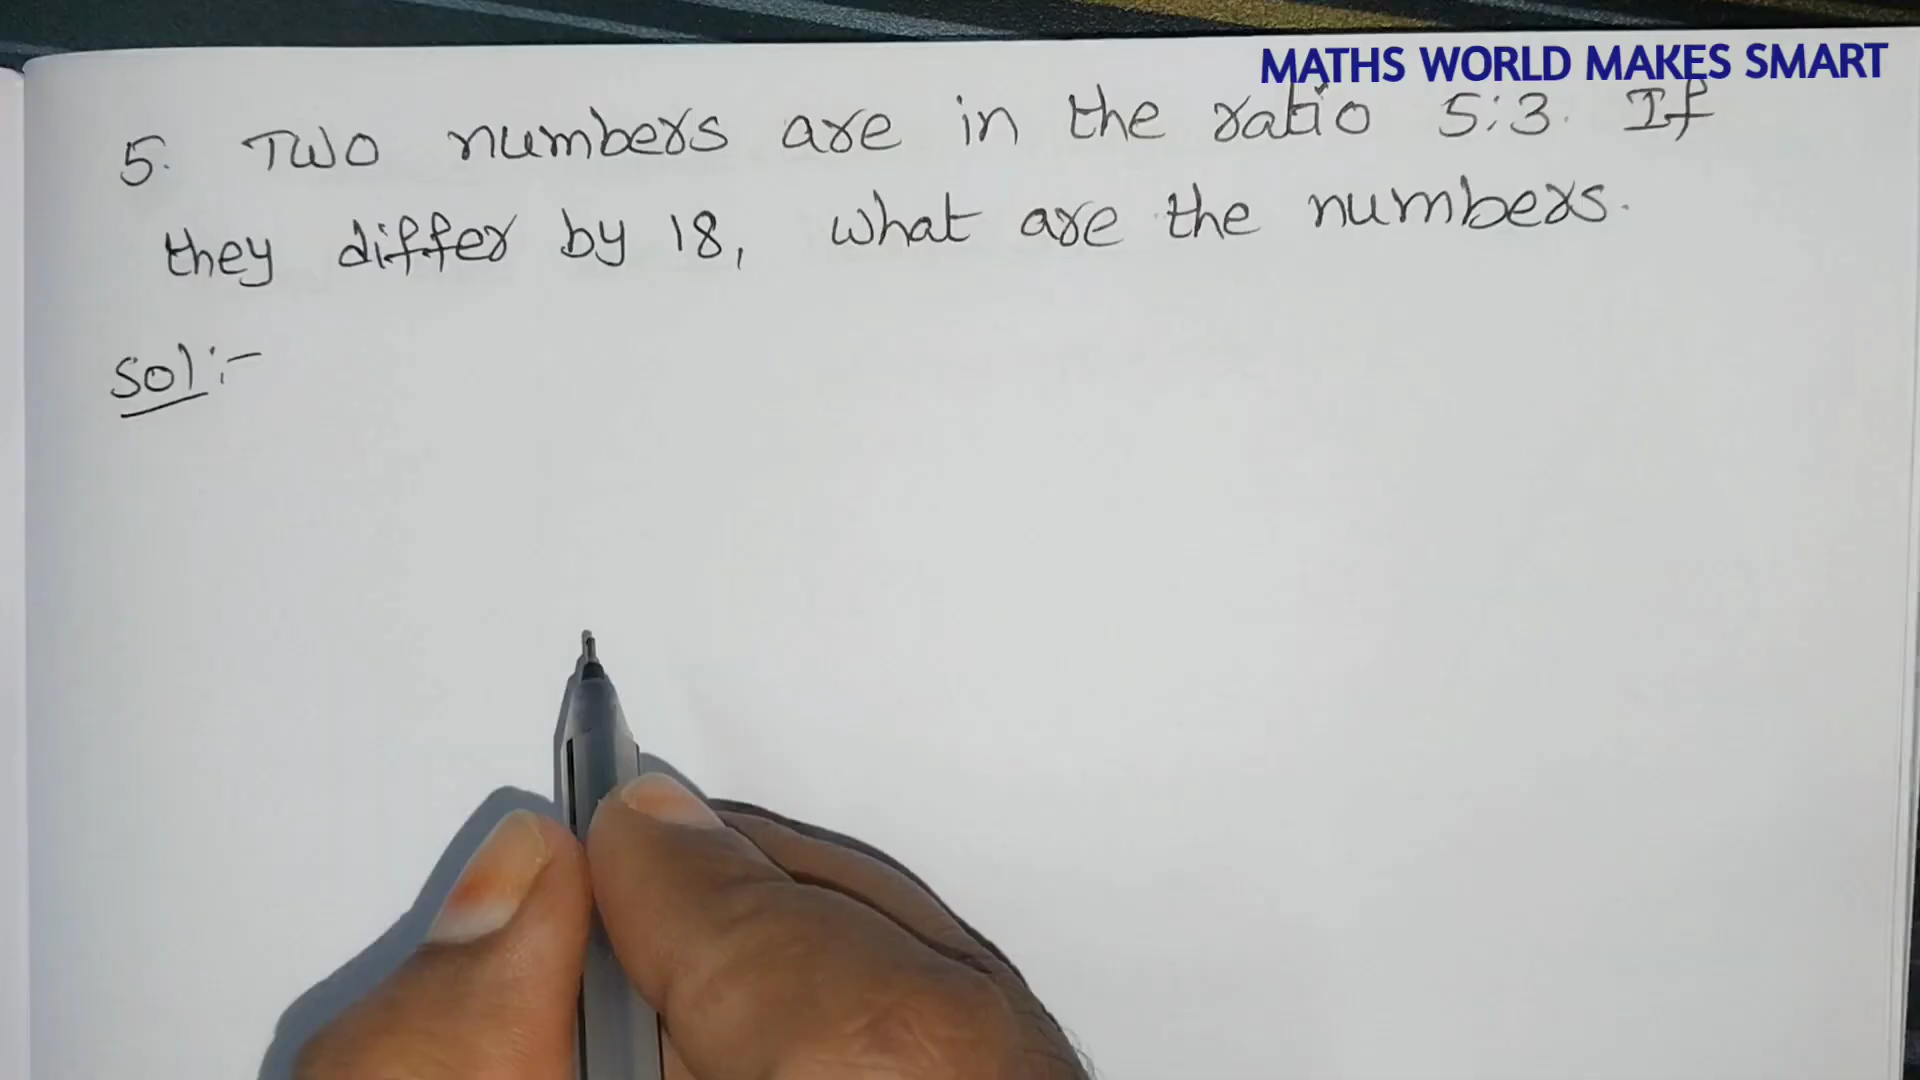 MATHS WORLD MAKES SMART
5. Two numbers are in the ratio 5:3. If
they differ by 18, what are the numbers.
Sol:-